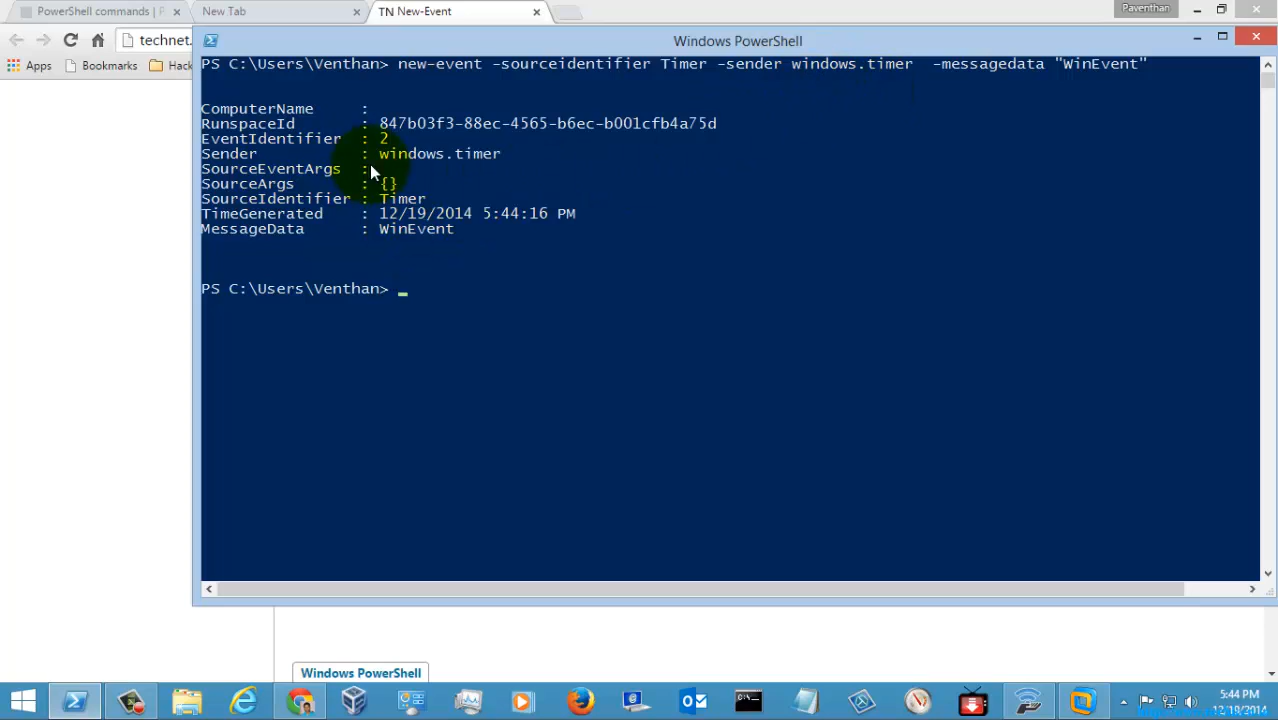 PowerShell commands | P
New Tab
TN New-Event
Paventhan
technet.
Windows PowerShell
Apps
Bookmarks
Hack
PS C:\Users\Venthan> new-event -sourceidentifier Timer -sender windows.timer  -messagedata "WinEvent"
ComputerName     :
RunspaceId       : 847b03f3-88ec-4565-b6ec-b001cfb4a75d
EventIdentifier  : 2
Sender           : windows.timer
SourceEventArgs  :
SourceArgs       : {}
SourceIdentifier : Timer
TimeGenerated    : 12/19/2014 5:44:16 PM
MessageData      : WinEvent
PS C:\Users\Venthan>
Windows PowerShell
5:44 PM
12/19/2014